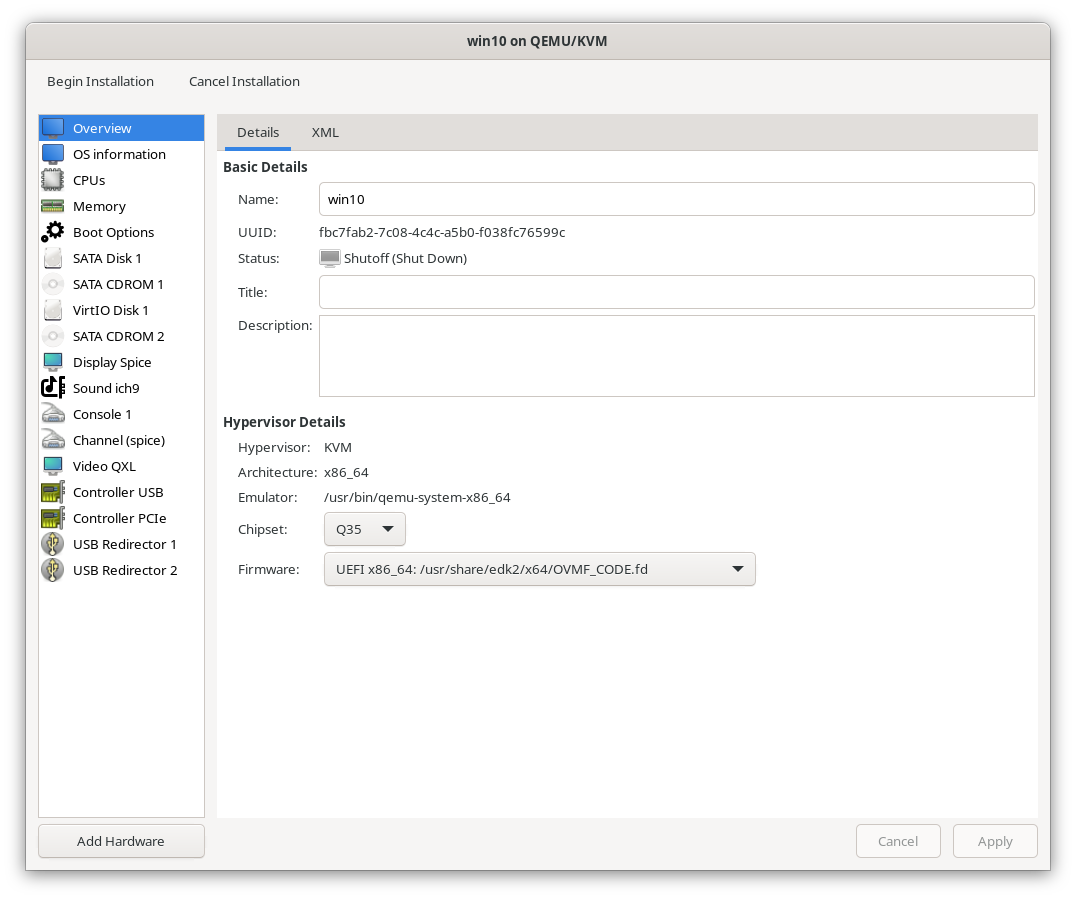 win10 on QEMU/KVM
Begin Installation Cancel Installation
Overview
OS information
CPUs
Memory
Boot Options
SATA Disk 1
SATA CDROM 1
VirtIO Disk 1
SATA CDROM 2
Display Spice
Sound ich9
Console 1
Channel (spice)
Video QXL
Controller USB
Controller PCIe
USB Redirector 1
USB Redirector 2
Add Hardware
Details XML
Basic Details
Name: win10
UUID: fbc7fab2-7c08-4c4c-a5b0-f038fc76599c
Status: Shutoff (Shut Down)
Title:
Description:
Hypervisor Details
Hypervisor: KVM
Architecture: x86_64
Emulator: /usr/bin/qemu-system-x86_64
Chipset: Q35
Firmware: UEFI x86_64: /usr/share/edk2/x64/OVMF_CODE.fd
Cancel Apply